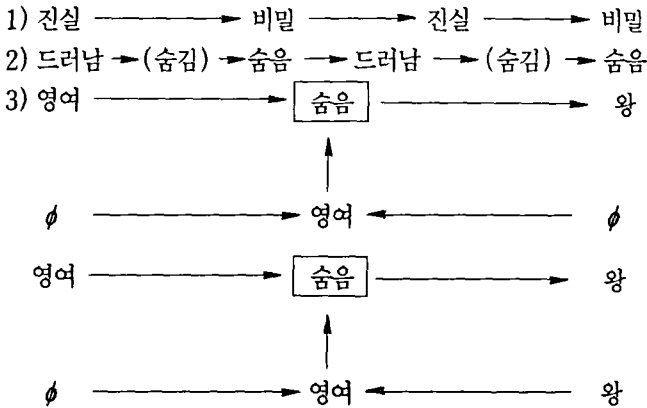 1) 진실 → 비밀 → 진실 → 비밀
2) 드러남 → (숨김) → 숨음 → 드러남 → (숨김) → 숨음
3) 영여 → 숨음 → 왕
ϕ → 영여 ← ϕ
영여 → 숨음 → 왕
ϕ → 영여 ← 왕